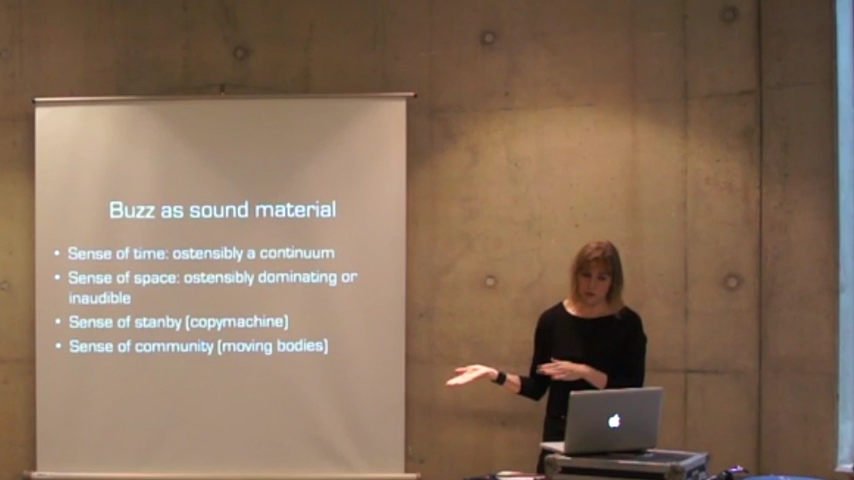 Buzz as sound material
• Sense of time: ostensibly a continuum
• Sense of space: ostensibly dominating or
inaudible
• Sense of stanby (copymachine)
• Sense of community (moving bodies)